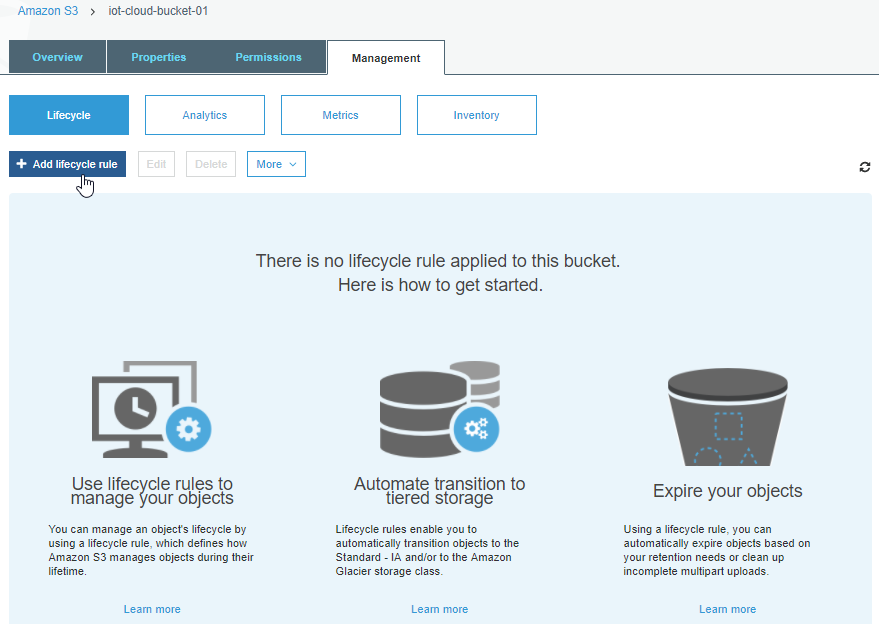 Amazon S3 > iot-cloud-bucket-01
Overview Properties Permissions Management
Lifecycle Analytics Metrics Inventory
+ Add lifecycle rule Edit Delete More
There is no lifecycle rule applied to this bucket.
Here is how to get started.
Use lifecycle rules to
manage your objects
You can manage an object's lifecycle by
using a lifecycle rule, which defines how
Amazon S3 manages objects during their
lifetime.
Learn more
Automate transition to
tiered storage
Lifecycle rules enable you to
automatically transition objects to the
Standard - IA and/or to the Amazon
Glacier storage class.
Learn more
Expire your objects
Using a lifecycle rule, you can
automatically expire objects based on
your retention needs or clean up
incomplete multipart uploads.
Learn more